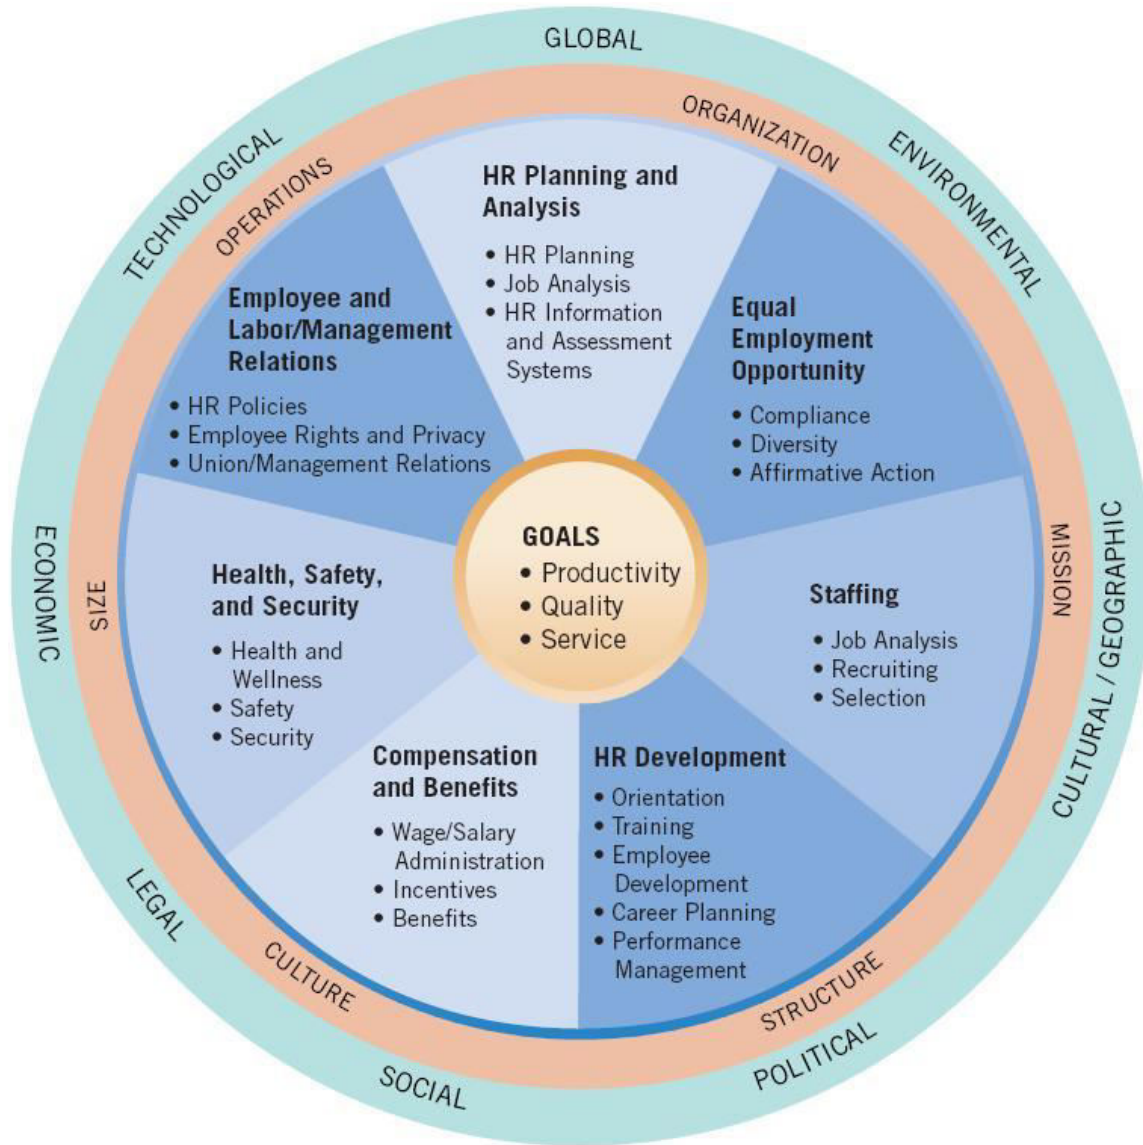 GLOBAL
ORGANIZATION
ENVIRONMENTAL
TECHNOLOGICAL
OPERATIONS
HR Planning and
Analysis
• HR Planning
• Job Analysis
• HR Information
and Assessment
Systems
Equal
Employment
Opportunity
• Compliance
• Diversity
• Affirmative Action
Employee and
Labor/Management
Relations
• HR Policies
• Employee Rights and Privacy
• Union/Management Relations
GOALS
• Productivity
• Quality
• Service
Staffing
• Job Analysis
• Recruiting
• Selection
MISSION
CULTURAL / GEOGRAPHIC
ECONOMIC
SIZE
Health, Safety,
and Security
• Health and
Wellness
• Safety
• Security
Compensation
and Benefits
• Wage/Salary
Administration
• Incentives
• Benefits
HR Development
• Orientation
• Training
• Employee
Development
• Career Planning
• Performance
Management
LEGAL
CULTURE
STRUCTURE
SOCIAL
POLITICAL